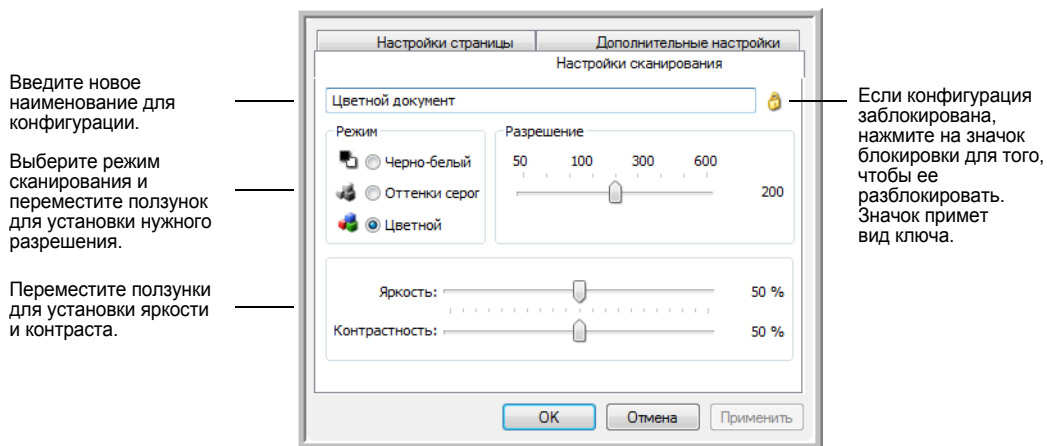 Введите новое
наименование для
конфигурации.
Выберите режим
сканирования и
переместите ползунок
для установки нужного
разрешения.
Переместите ползунки
для установки яркости
и контраста.
Настройки страницы
Дополнительные настройки
Настройки сканирования
Цветной документ
Режим
Черно-белый
Оттенки серог
Цветной
Разрешение
50 100 300 600
200
Яркость: 50 %
Контрастность: 50 %
OK Отмена Применить
Если конфигурация
заблокирована,
нажмите на значок
блокировки для того,
чтобы ее
разблокировать.
Значок примет
вид ключа.